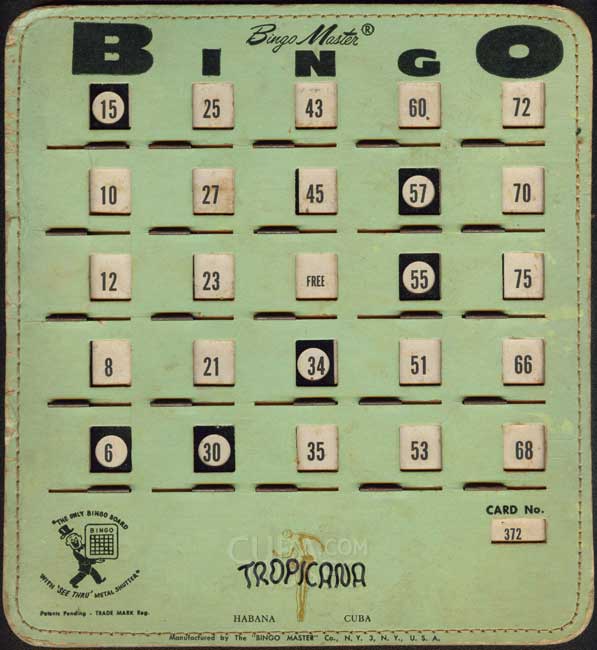 Bingo Master®
BINGO
15 25 43 60 72
10 27 45 57 70
12 23 FREE 55 75
8 21 34 51 66
6 30 35 53 68
CARD No.
372
"THE ONLY BINGO BOARD
BINGO
WITH "SEE THRU" METAL SHUTTER"
TROPICANA
Patents Pending - TRADE MARK Reg.
HABANA CUBA
Manufactured by The "BINGO MASTER" Co., N. Y. 3, N. Y., U. S. A.